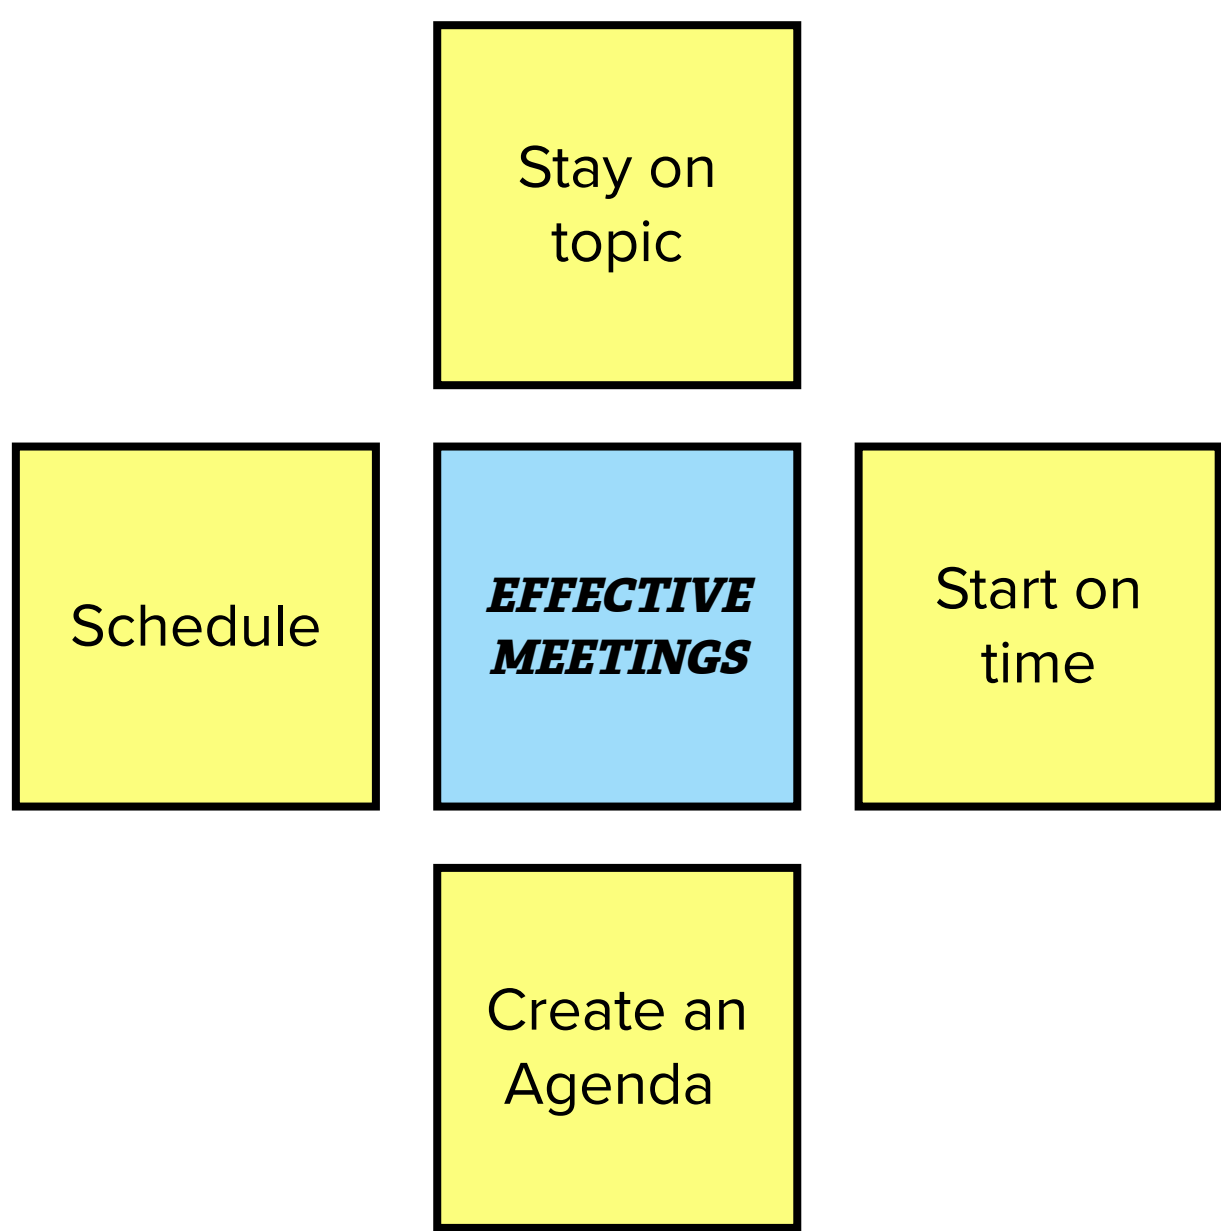 Stay on
topic
Schedule
EFFECTIVE
MEETINGS
Start on
time
Create an
Agenda